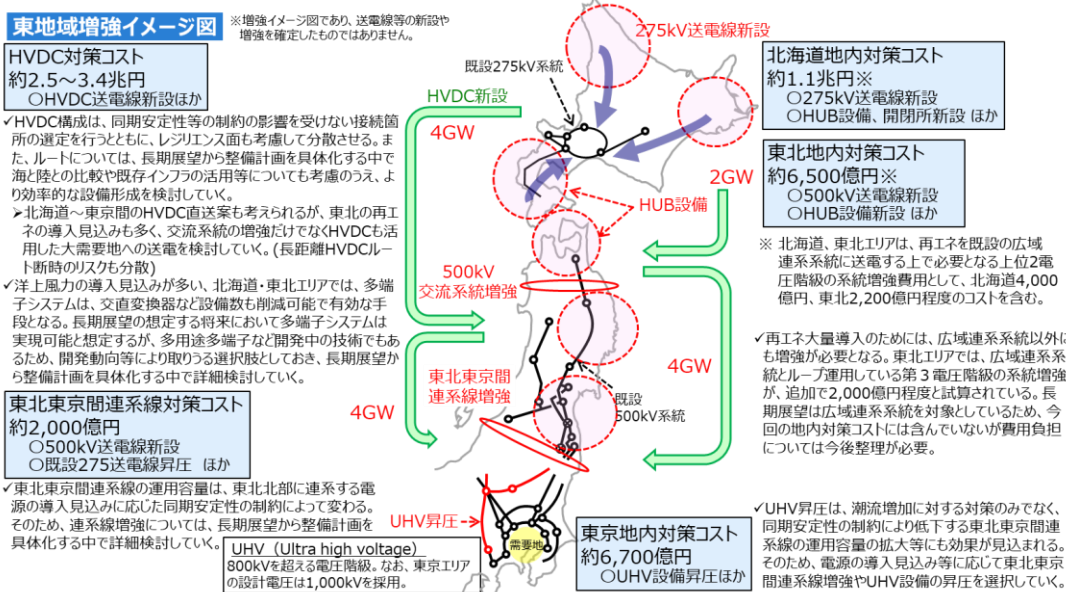 東地域増強イメージ図
※増強イメージ図であり、送電線等の新設や
増強を確定したものではありません。
HVDC対策コスト
約2.5～3.4兆円
○HVDC送電線新設ほか
✓HVDC構成は、同期安定性等の制約の影響を受けない接続箇
所の選定を行うとともに、レジリエンス面も考慮して分散させる。ま
た、ルートについては、長期展望から整備計画を具体化する中で
海と陸との比較や既存インフラの活用等についても考慮のうえ、よ
り効率的な設備形成を検討していく。
➢北海道～東京間のHVDC直送案も考えられるが、東北の再エ
ネの導入見込みも多く、交流系統の増強だけでなくHVDCも活
用した大需要地への送電を検討していく。(長距離HVDCルー
ト断時のリスクも分散)
✓洋上風力の導入見込みが多い、北海道・東北エリアでは、多端
子システムは、交直変換器など設備数も削減可能で有効な手
段となる。長期展望の想定する将来において多端子システムは
実現可能と想定するが、多用途多端子など開発中の技術でもあ
るため、開発動向等により取りうる選択肢としておき、長期展望か
ら整備計画を具体化する中で詳細検討していく。
東北東京間連系線対策コスト
約2,000億円
○500kV送電線新設
○既設275送電線昇圧 ほか
✓東北東京間連系線の運用容量は、東北北部に連系する電
源の導入見込みに応じた同期安定性の制約によって変わる。
そのため、連系線増強については、長期展望から整備計画を
具体化する中で詳細検討していく。
UHV（Ultra high voltage）
800kVを超える電圧階級。なお、東京エリア
の設計電圧は1,000kVを採用。
275kV送電線新設
既設275kV系統
HVDC新設
4GW
2GW
HUB設備
500kV
交流系統増強
東北東京間
連系線増強
4GW
4GW
既設
500kV系統
UHV昇圧
需要地
北海道地内対策コスト
約1.1兆円※
○275kV送電線新設
○HUB設備、開閉所新設 ほか
東北地内対策コスト
約6,500億円※
○500kV送電線新設
○HUB設備新設 ほか
※ 北海道、東北エリアは、再エネを既設の広域
連系系統に送電する上で必要となる上位2電
圧階級の系統増強費用として、北海道4,000
億円、東北2,200億円程度のコストを含む。
✓再エネ大量導入のためには、広域連系系統以外に
も増強が必要となる。東北エリアでは、広域連系系
統とループ運用している第３電圧階級の系統増強
が、追加で2,000億円程度と試算されている。長
期展望は広域連系系統を対象としているため、今
回の地内対策コストには含んでいないが費用負担
については今後整理が必要。
東京地内対策コスト
約6,700億円
○UHV設備昇圧ほか
✓UHV昇圧は、潮流増加に対する対策のみでなく、
同期安定性の制約により低下する東北東京間連
系線の運用容量の拡大等にも効果が見込まれる。
そのため、電源の導入見込み等に応じて東北東京
間連系線増強やUHV設備の昇圧を選択していく。